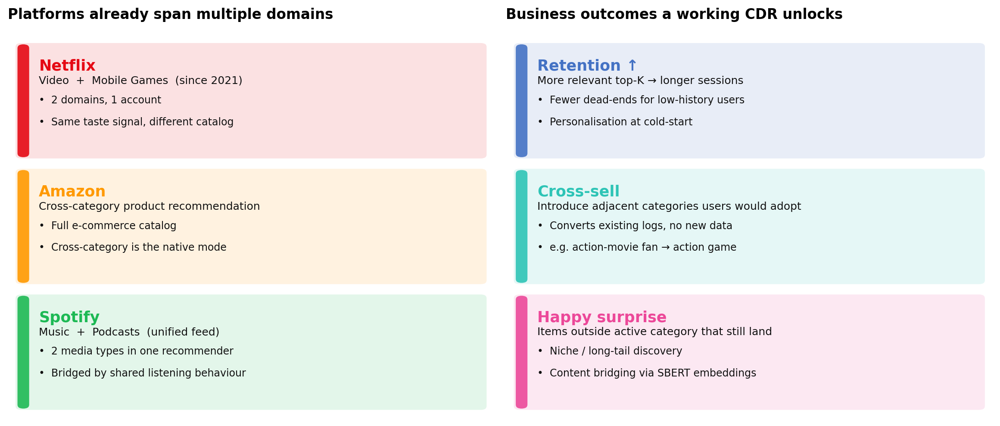 Platforms already span multiple domains
Netflix
Video + Mobile Games (since 2021)
• 2 domains, 1 account
• Same taste signal, different catalog
Amazon
Cross-category product recommendation
• Full e-commerce catalog
• Cross-category is the native mode
Spotify
Music + Podcasts (unified feed)
• 2 media types in one recommender
• Bridged by shared listening behaviour
Business outcomes a working CDR unlocks
Retention ↑
More relevant top-K → longer sessions
• Fewer dead-ends for low-history users
• Personalisation at cold-start
Cross-sell
Introduce adjacent categories users would adopt
• Converts existing logs, no new data
• e.g. action-movie fan → action game
Happy surprise
Items outside active category that still land
• Niche / long-tail discovery
• Content bridging via SBERT embeddings